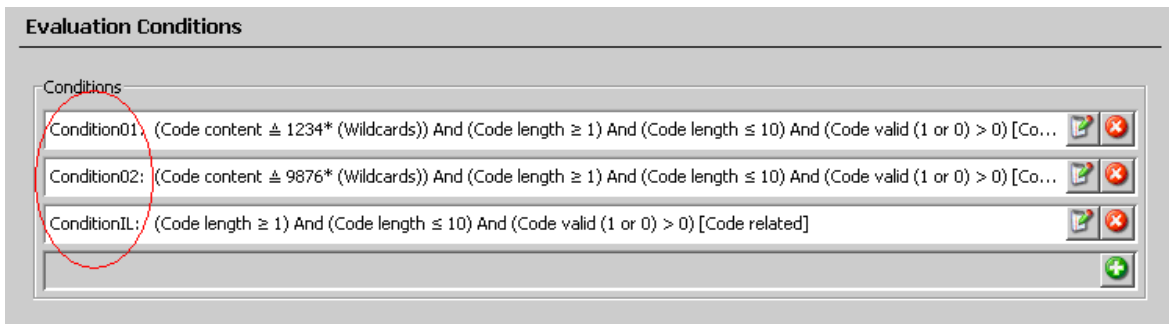 Evaluation Conditions
Conditions
Condition01: (Code content ≙ 1234* (Wildcards)) And (Code length ≥ 1) And (Code length ≤ 10) And (Code valid (1 or 0) > 0) [Co...
Condition02: (Code content ≙ 9876* (Wildcards)) And (Code length ≥ 1) And (Code length ≤ 10) And (Code valid (1 or 0) > 0) [Co...
ConditionIL: (Code length ≥ 1) And (Code length ≤ 10) And (Code valid (1 or 0) > 0) [Code related]